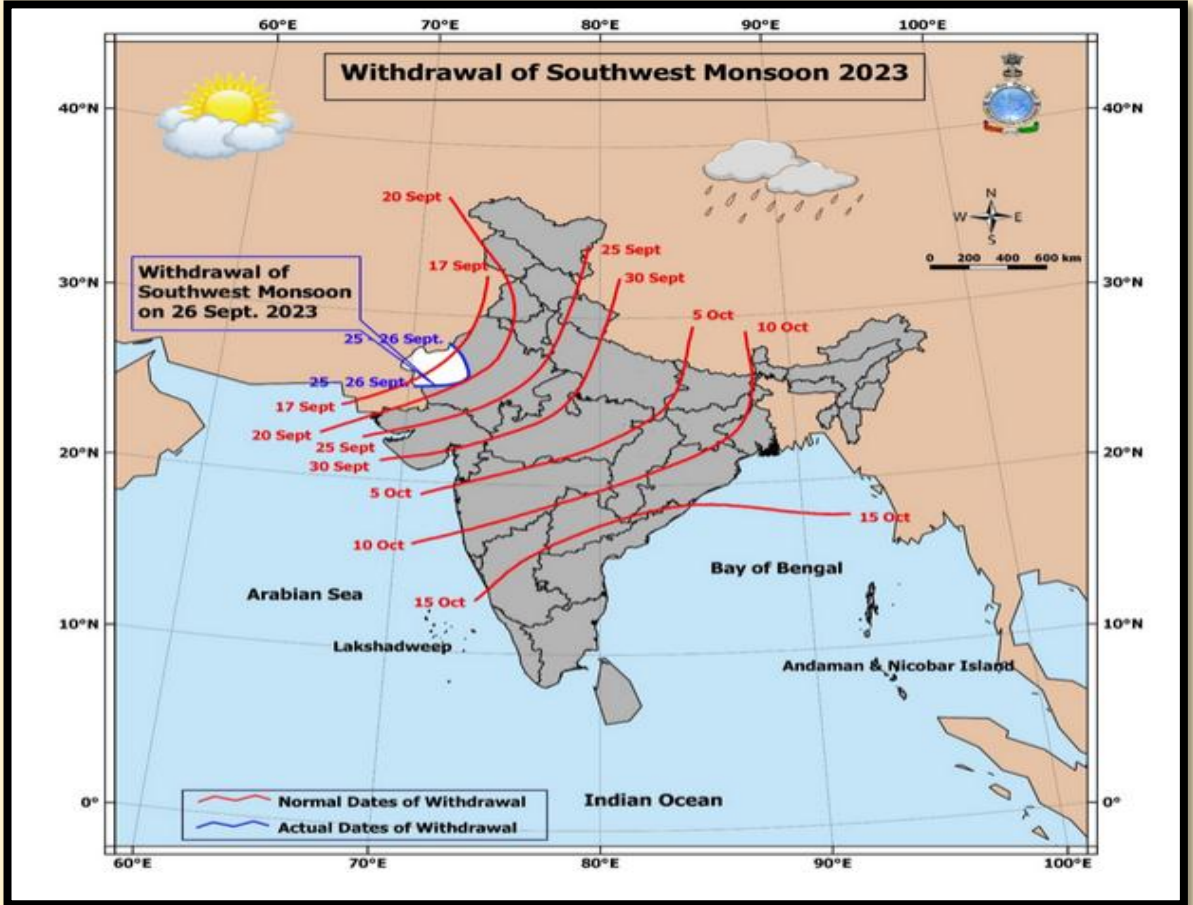 60°E 70°E 80°E 90°E 100°E
Withdrawal of Southwest Monsoon 2023
40°N 40°N
20 Sept
N
W E
S
25 Sept
17 Sept
30 Sept
0 200 400 600 km
Withdrawal of
Southwest Monsoon
on 26 Sept. 2023
30°N 30°N
5 Oct
10 Oct
25 - 26 Sept.
25 26 Sept.
17 Sept
20 Sept
25 Sept
20°N 20°N
30 Sept
5 Oct
15 Oct
10 Oct
Bay of Bengal
Arabian Sea
15 Oct
10°N 10°N
Lakshadweep
Andaman & Nicobar Island
0° 0°
Normal Dates of Withdrawal
Indian Ocean
Actual Dates of Withdrawal
60°E 70°E 80°E 90°E 100°E